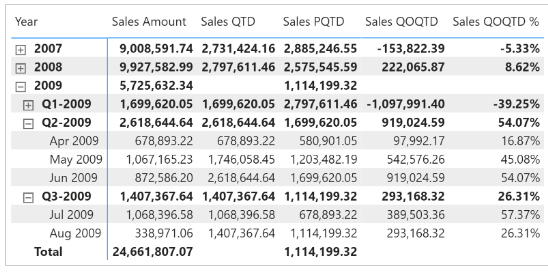 Year Sales Amount Sales QTD Sales PQTD Sales QOQTD Sales QOQTD %
2007 9,008,591.74 2,731,424.16 2,885,246.55 -153,822.39 -5.33%
2008 9,927,582.99 2,797,611.46 2,575,545.59 222,065.87 8.62%
2009 5,725,632.34 1,114,199.32
Q1-2009 1,699,620.05 1,699,620.05 2,797,611.46 -1,097,991.40 -39.25%
Q2-2009 2,618,644.64 2,618,644.64 1,699,620.05 919,024.59 54.07%
Apr 2009 678,893.22 678,893.22 580,901.05 97,992.17 16.87%
May 2009 1,067,165.23 1,746,058.45 1,203,482.19 542,576.26 45.08%
Jun 2009 872,586.20 2,618,644.64 1,699,620.05 919,024.59 54.07%
Q3-2009 1,407,367.64 1,407,367.64 1,114,199.32 293,168.32 26.31%
Jul 2009 1,068,396.58 1,068,396.58 678,893.22 389,503.36 57.37%
Aug 2009 338,971.06 1,407,367.64 1,114,199.32 293,168.32 26.31%
Total 24,661,807.07 1,114,199.32